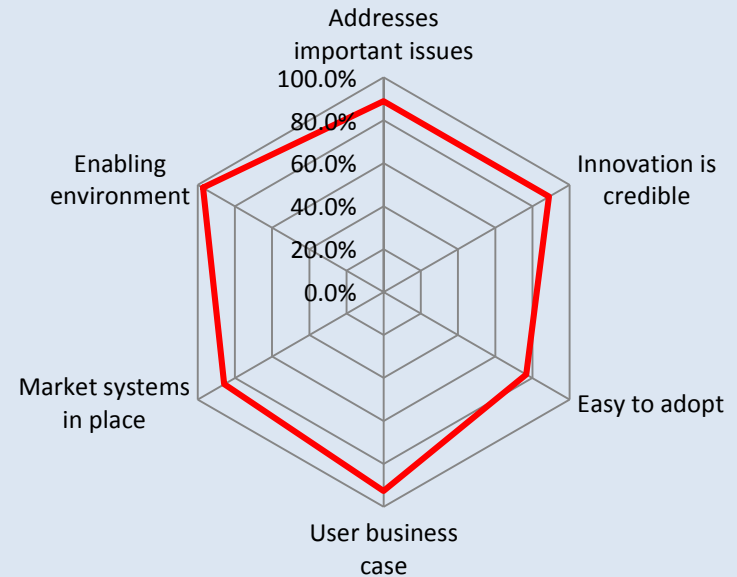 Addresses
important issues
100.0%
80.0%
60.0%
40.0%
20.0%
0.0%
Innovation is
credible
Easy to adopt
User business
case
Market systems
in place
Enabling
environment